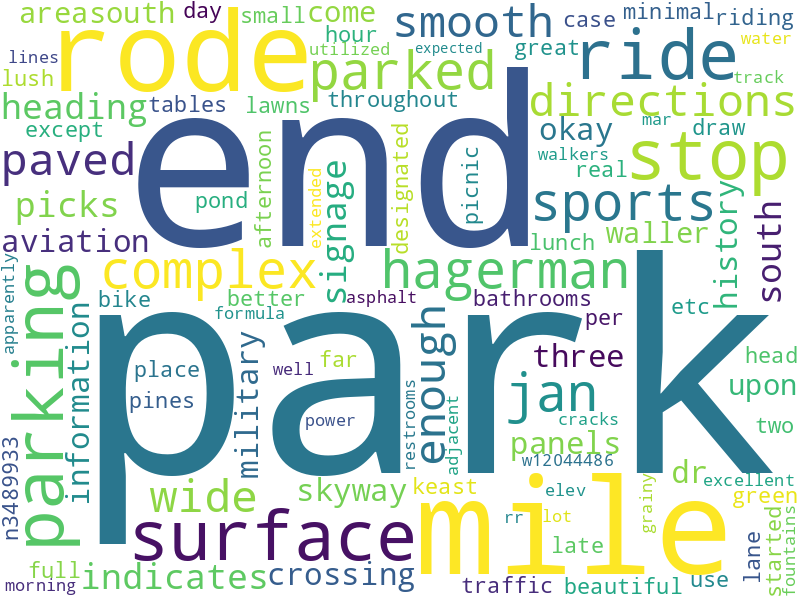 areasouth day small come smooth case minimal riding
lines rode hour utilized expected great ride water
lush parked track
heading tables lawns throughout directions
except end okay mar draw
paved afternoon designated picnic walkers real stop
picks pond extended sports
aviation signage lunch waller history south
complex hagerman
apparently parking information bike better asphalt bathrooms etc
formula park per
place military well far enough three head
pines restrooms adjacent jan upon
power cracks two
n3489933 w12044486 panels
wide skyway keast elev dr excellent
surface mile rr lot grainy green
late lane started fountains
full indicates crossing
morning traffic beautiful use